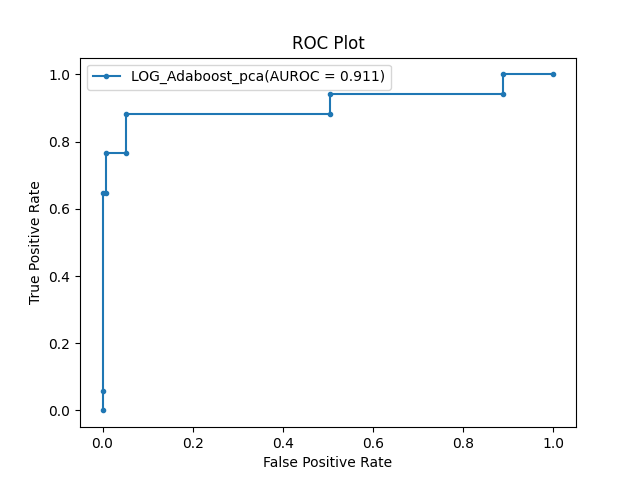 ROC Plot
LOG_Adaboost_pca(AUROC = 0.911)
1.0
0.8
0.6
0.4
0.2
0.0
True Positive Rate
0.0 0.2 0.4 0.6 0.8 1.0
False Positive Rate